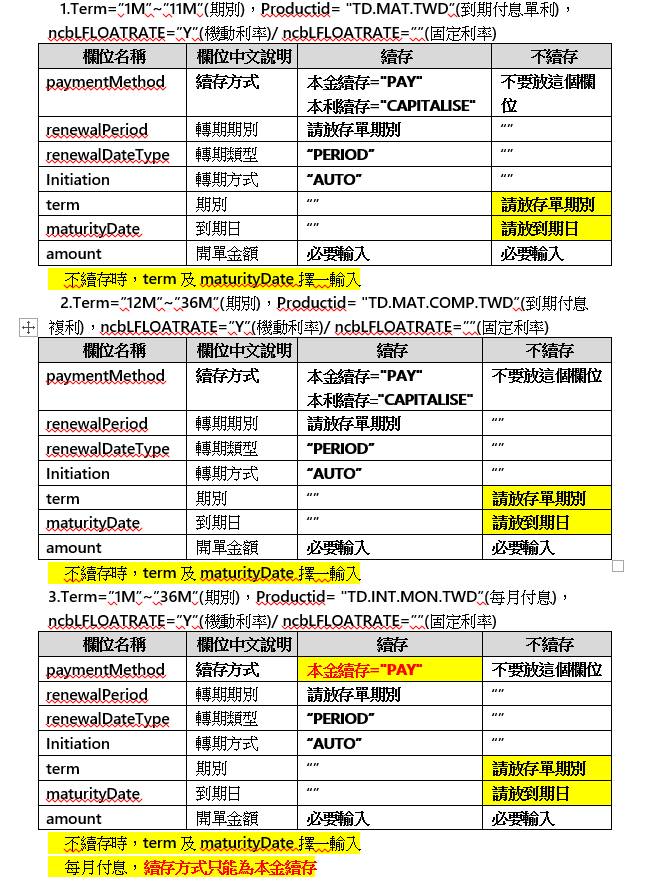 1.Term=”1M”~”11M”(期別)，Productid= "TD.MAT.TWD”(到期付息單利)，
ncbLFLOATRATE=”Y”(機動利率)/ ncbLFLOATRATE=””(固定利率)
欄位名稱 欄位中文說明 續存 不續存
paymentMethod 續存方式 本金續存="PAY" 不要放這個欄
本利續存="CAPITALISE" 位
renewalPeriod 轉期期別 請放存單期別 “”
renewalDateType 轉期類型 “PERIOD” “”
Initiation 轉期方式 “AUTO” “”
term 期別 “” 請放存單期別
maturityDate 到期日 “” 請放到期日
amount 開單金額 必要輸入 必要輸入
不續存時，term 及 maturityDate 擇一輸入
2.Term=”12M”~”36M”(期別)，Productid= "TD.MAT.COMP.TWD”(到期付息
複利)，ncbLFLOATRATE=”Y”(機動利率)/ ncbLFLOATRATE=””(固定利率)
欄位名稱 欄位中文說明 續存 不續存
paymentMethod 續存方式 本金續存="PAY" 不要放這個欄位
本利續存="CAPITALISE"
renewalPeriod 轉期期別 請放存單期別 “”
renewalDateType 轉期類型 “PERIOD” “”
Initiation 轉期方式 “AUTO” “”
term 期別 “” 請放存單期別
maturityDate 到期日 “” 請放到期日
amount 開單金額 必要輸入 必要輸入
不續存時，term 及 maturityDate 擇一輸入
3.Term=”1M”~”36M”(期別)，Productid= "TD.INT.MON.TWD”(每月付息)，
ncbLFLOATRATE=”Y”(機動利率)/ ncbLFLOATRATE=””(固定利率)
欄位名稱 欄位中文說明 續存 不續存
paymentMethod 續存方式 本金續存="PAY" 不要放這個欄位
renewalPeriod 轉期期別 請放存單期別 “”
renewalDateType 轉期類型 “PERIOD” “”
Initiation 轉期方式 “AUTO” “”
term 期別 “” 請放存單期別
maturityDate 到期日 “” 請放到期日
amount 開單金額 必要輸入 必要輸入
不續存時，term 及 maturityDate 擇一輸入
每月付息，續存方式只能為本金續存